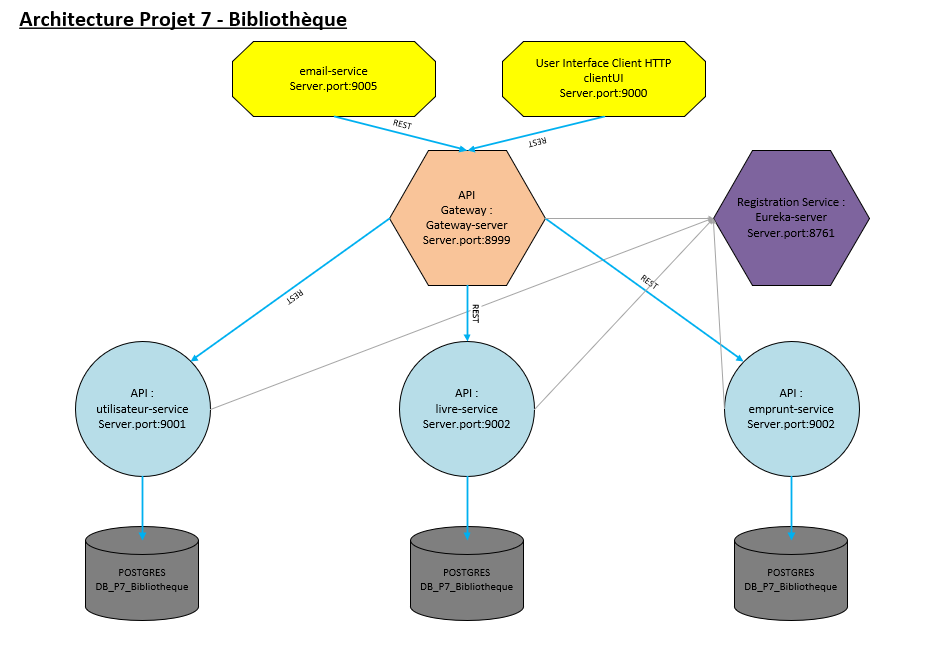 Architecture Projet 7 - Bibliothèque
email-service
Server.port:9005
User Interface Client HTTP
clientUI
Server.port:9000
REST
REST
API
Gateway :
Gateway-server
Server.port:8999
Registration Service :
Eureka-server
Server.port:8761
REST
REST
REST
API :
utilisateur-service
Server.port:9001
API :
livre-service
Server.port:9002
API :
emprunt-service
Server.port:9002
POSTGRES
DB_P7_Bibliotheque
POSTGRES
DB_P7_Bibliotheque
POSTGRES
DB_P7_Bibliotheque